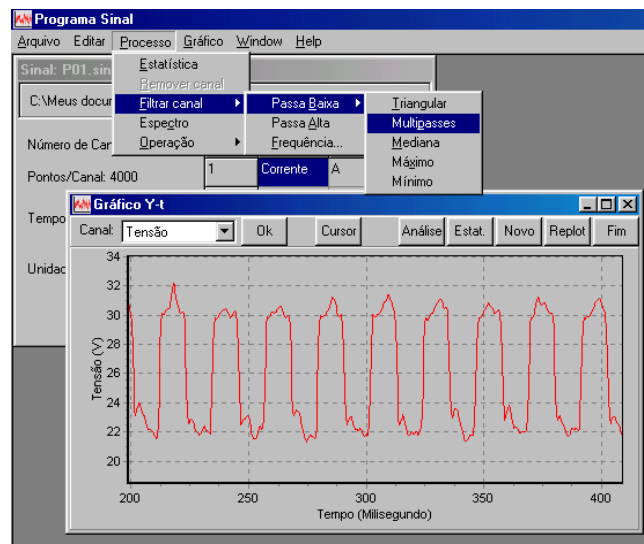 Programa Sinal
Arquivo Editar Processo Gráfico Window Help
Sinal: P01.sin
Estatística
Remover canal
Filtrar canal
Espectro
Operação
Passa Baixa
Passa Alta
Frequência...
Triangular
Multipasses
Mediana
Máximo
Mínimo
C:\Meus docum
Número de Can
Pontos/Canal: 4000
1 Corrente A
Tempo
Unidad
Gráfico Y-t
Canal: Tensão Ok Cursor Análise Estat. Novo Replot Fim
34
32
30
28
26
24
22
20
Tensão (V)
200 250 300 350 400
Tempo (Milisegundo)